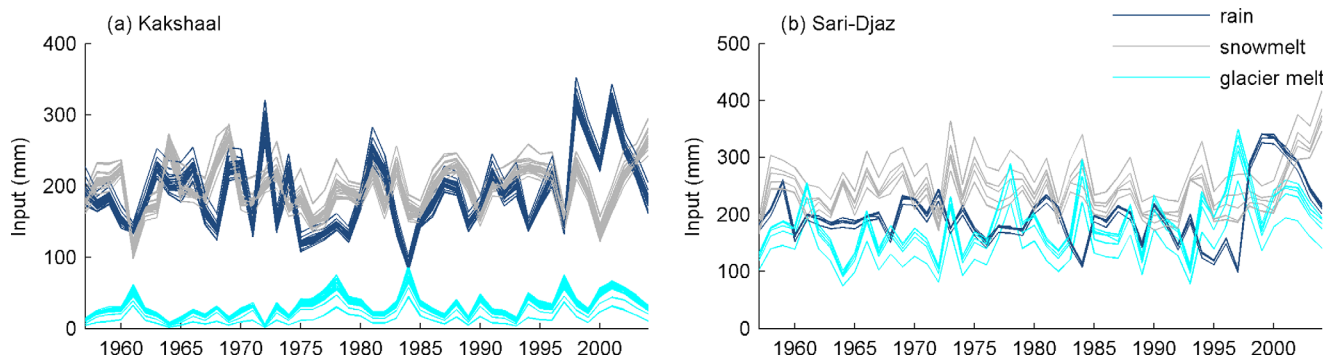 (a) Kakshaal
400
300
200
100
0
Input (mm)
1960 1965 1970 1975 1980 1985 1990 1995 2000
(b) Sari-Djaz
500
400
300
200
100
0
Input (mm)
1960 1965 1970 1975 1980 1985 1990 1995 2000
rain
snowmelt
glacier melt